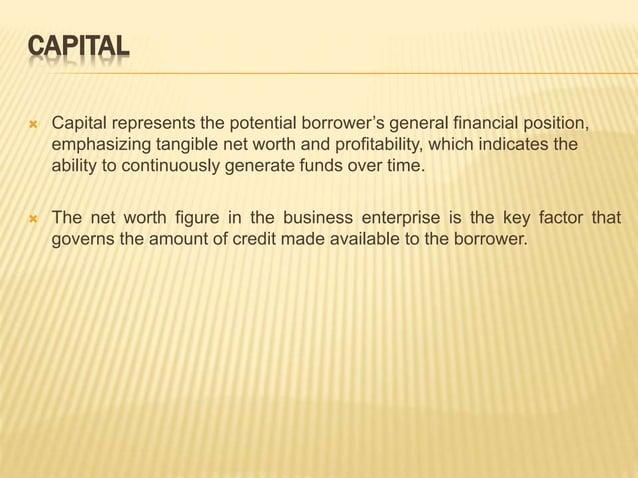 CAPITAL
Capital represents the potential borrower’s general financial position,
emphasizing tangible net worth and profitability, which indicates the
ability to continuously generate funds over time.
The net worth figure in the business enterprise is the key factor that
governs the amount of credit made available to the borrower.